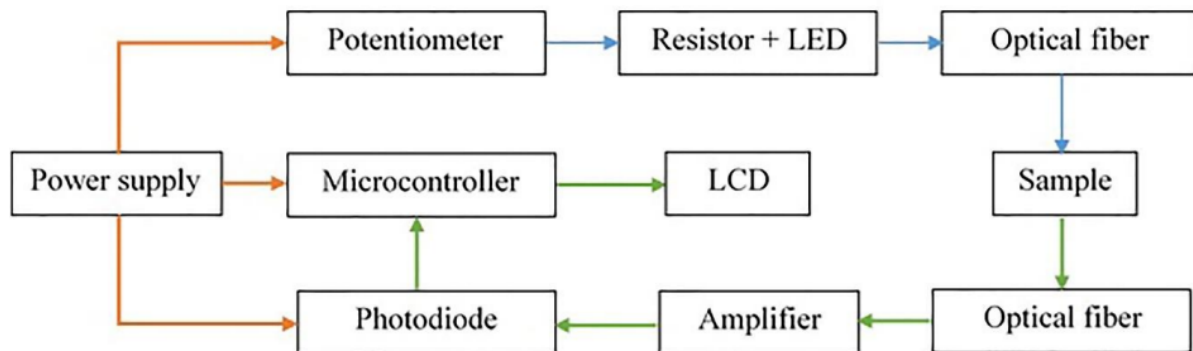 Potentiometer
Resistor + LED
Optical fiber
Power supply
Microcontroller
LCD
Sample
Photodiode
Amplifier
Optical fiber